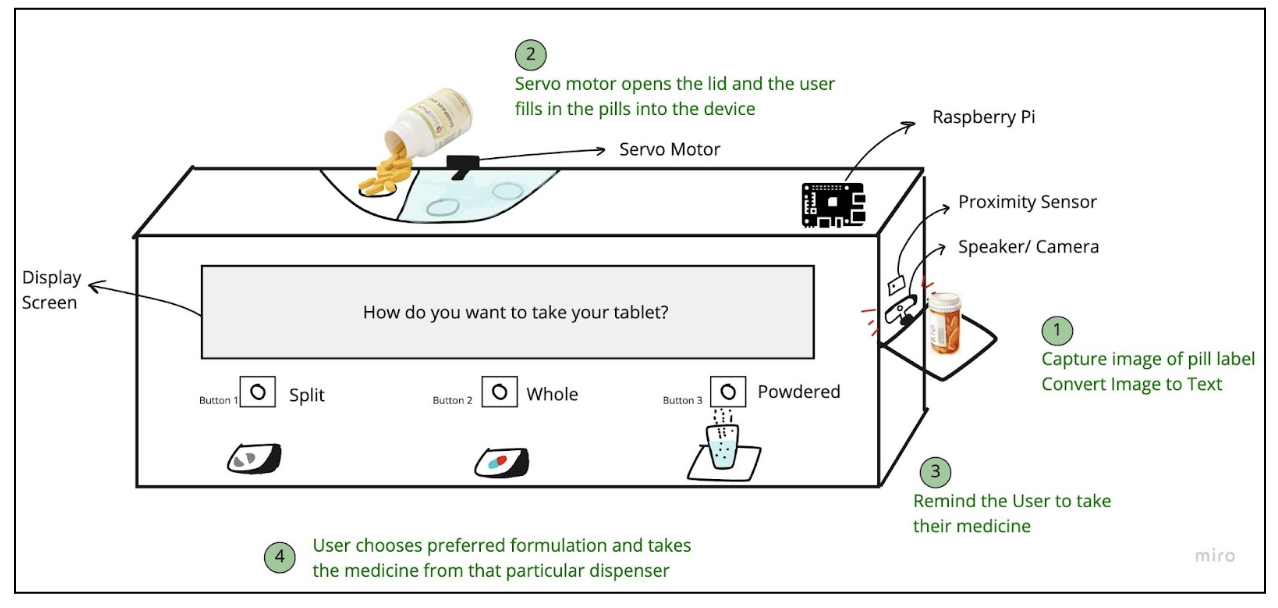 2
Servo motor opens the lid and the user
fills in the pills into the device
Raspberry Pi
Servo Motor
Proximity Sensor
Speaker/ Camera
Display
Screen
How do you want to take your tablet?
1
Capture image of pill label
Convert Image to Text
Button 1 Split
Button 2 Whole
Button 3 Powdered
3
Remind the User to take
their medicine
4
User chooses preferred formulation and takes
the medicine from that particular dispenser
miro